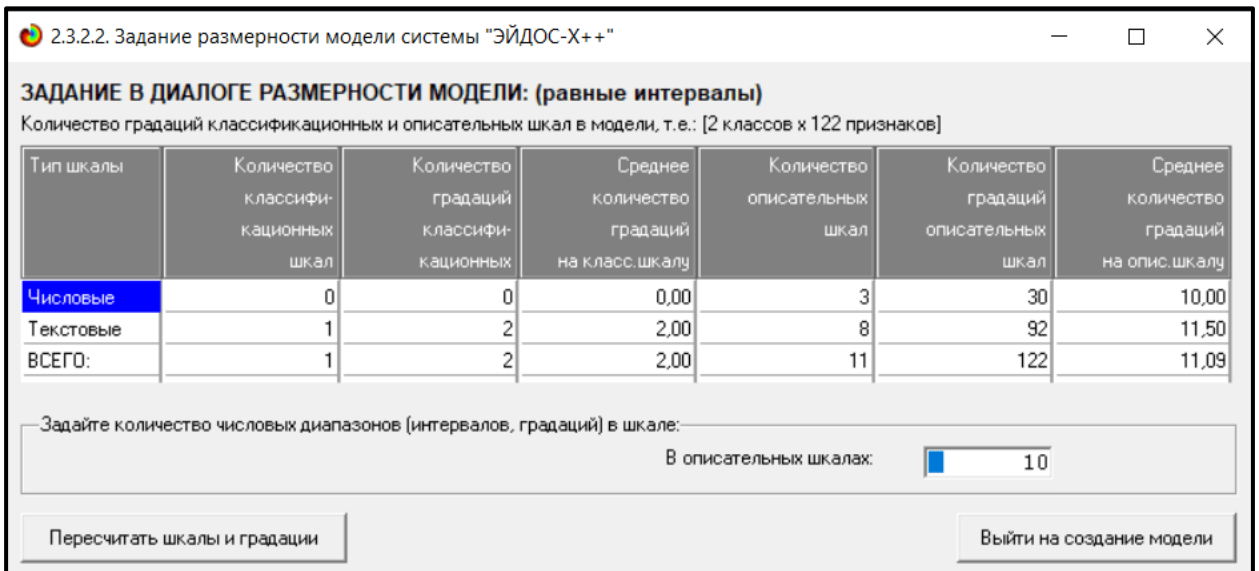 2.3.2.2. Задание размерности модели системы "ЭЙДОС-X++"
ЗАДАНИЕ В ДИАЛОГЕ РАЗМЕРНОСТИ МОДЕЛИ: (равные интервалы)
Количество градаций классификационных и описательных шкал в модели, т.е.: [2 классов x 122 признаков]
Тип шкалы Количество Количество Среднее Количество Количество Среднее
классифи- градаций количество описательных градаций количество
кационных классифи- градаций шкал описательных градаций
шкал кационных на класс.шкалу шкал на опис.шкалу
Числовые 0 0 0,00 3 30 10,00
Текстовые 1 2 2,00 8 92 11,50
ВСЕГО: 1 2 2,00 11 122 11,09
Задайте количество числовых диапазонов (интервалов, градаций) в шкале:
В описательных шкалах: 10
Пересчитать шкалы и градации Выйти на создание модели